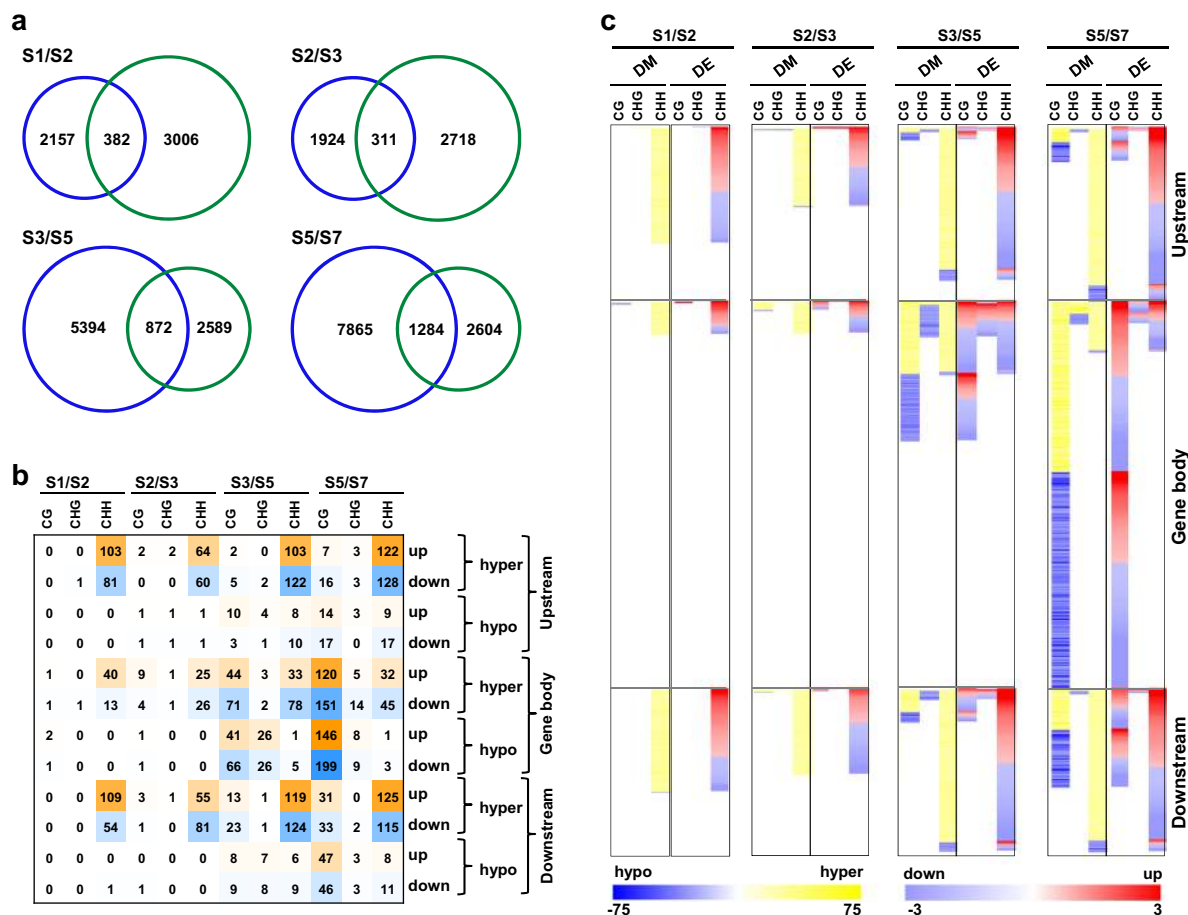 a
S1/S2
2157 382 3006
S2/S3
1924 311 2718
S3/S5
5394 872 2589
S5/S7
7865 1284 2604
b
S1/S2 S2/S3 S3/S5 S5/S7
CG CHG CHH CG CHG CHH CG CHG CHH CG CHG CHH
0 0 103 2 2 64 2 0 103 7 3 122 up
0 1 81 0 0 60 5 2 122 16 3 128 down
hyper
0 0 0 1 1 1 10 4 8 14 3 9 up
0 0 0 1 1 1 3 1 10 17 0 17 down
hypo
Upstream
1 0 40 9 1 25 44 3 33 120 5 32 up
1 1 13 4 1 26 71 2 78 151 14 45 down
hyper
2 0 0 1 0 0 41 26 1 146 8 1 up
1 0 0 1 0 0 66 26 5 199 9 3 down
hypo
Gene body
0 0 109 3 1 55 13 1 119 31 0 125 up
0 0 54 1 0 81 23 1 124 33 2 115 down
hyper
0 0 0 0 0 0 8 7 6 47 3 8 up
0 0 1 1 0 0 9 8 9 46 3 11 down
hypo
Downstream
c
S1/S2 S2/S3 S3/S5 S5/S7
DM DE DM DE DM DE DM DE
CG CHG CHH CG CHG CHH CG CHG CHH CG CHG CHH CG CHG CHH CG CHG CHH CG CHG CHH CG CHG CHH
Upstream
Gene body
Downstream
hypo hyper
-75 75
down up
-3 3